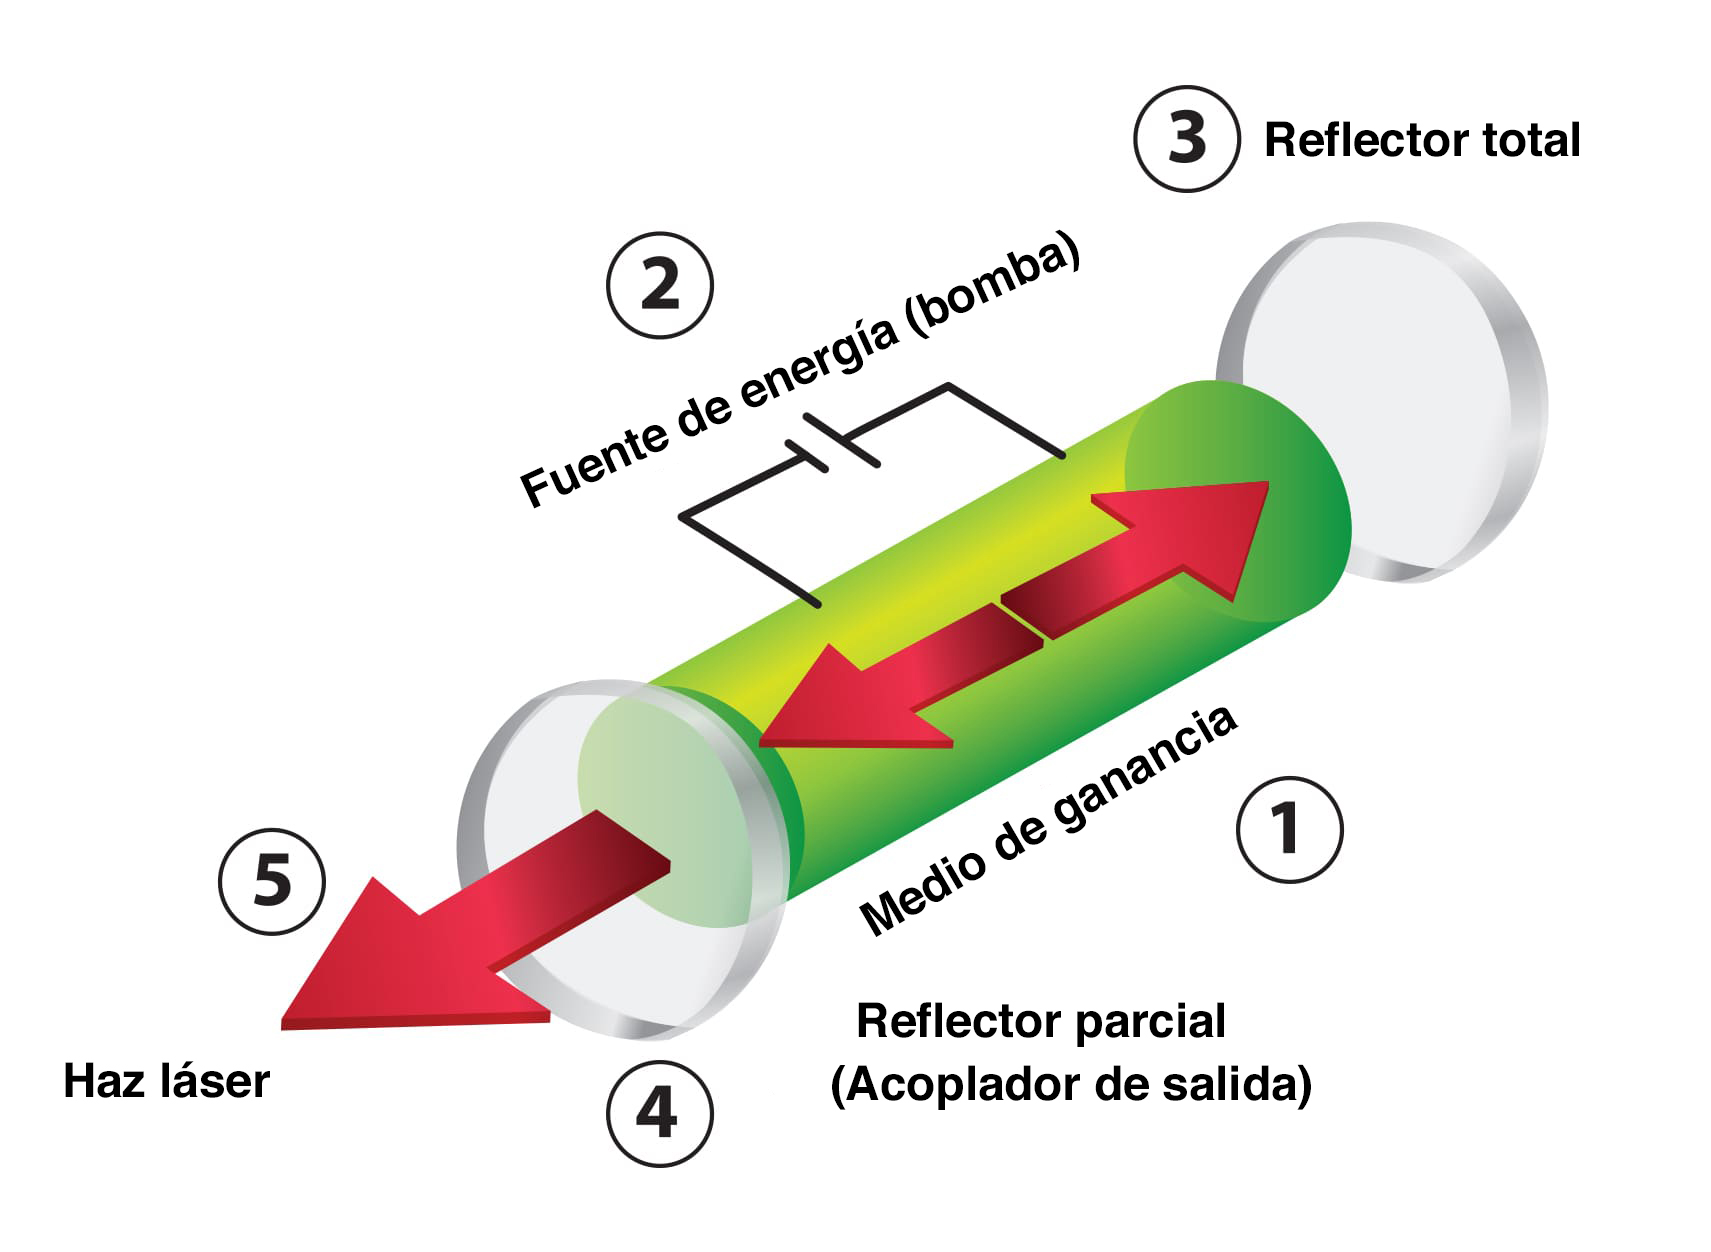 3 Reflector total
2
Fuente de energía (bomba)
Medio de ganancia
1
5
Haz láser
4
Reflector parcial
(Acoplador de salida)